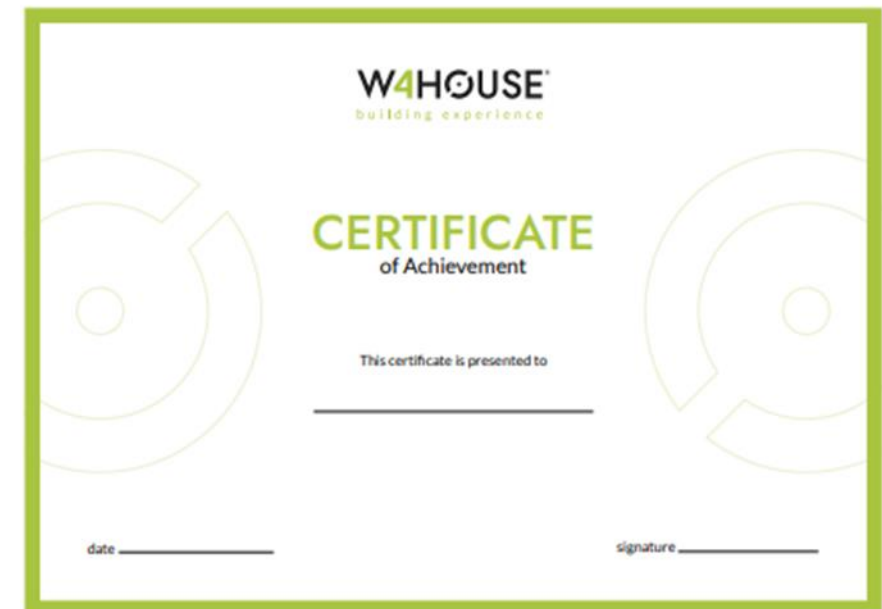 W4HOUSE®
building experience
CERTIFICATE
of Achievement
This certificate is presented to
date
signature